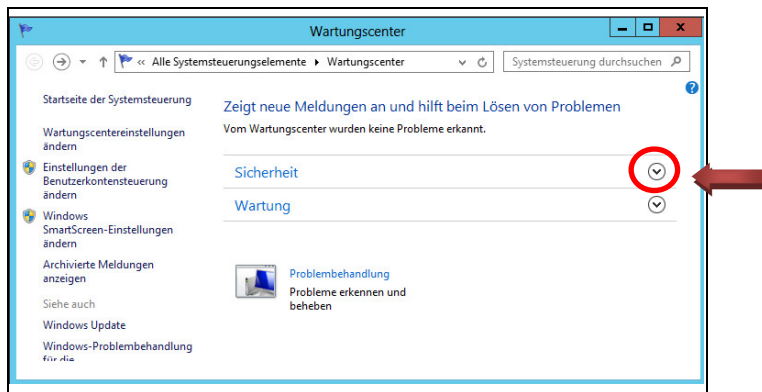 Wartungscenter
« Alle Systemsteuerungselemente ▸ Wartungscenter
Systemsteuerung durchsuchen
Startseite der Systemsteuerung
Wartungscentereinstellungen
ändern
Einstellungen der
Benutzerkontensteuerung
ändern
Windows
SmartScreen-Einstellungen
ändern
Archivierte Meldungen
anzeigen
Siehe auch
Windows Update
Windows-Problembehandlung
für die
Zeigt neue Meldungen an und hilft beim Lösen von Problemen
Vom Wartungscenter wurden keine Probleme erkannt.
Sicherheit
Wartung
Problembehandlung
Probleme erkennen und
beheben